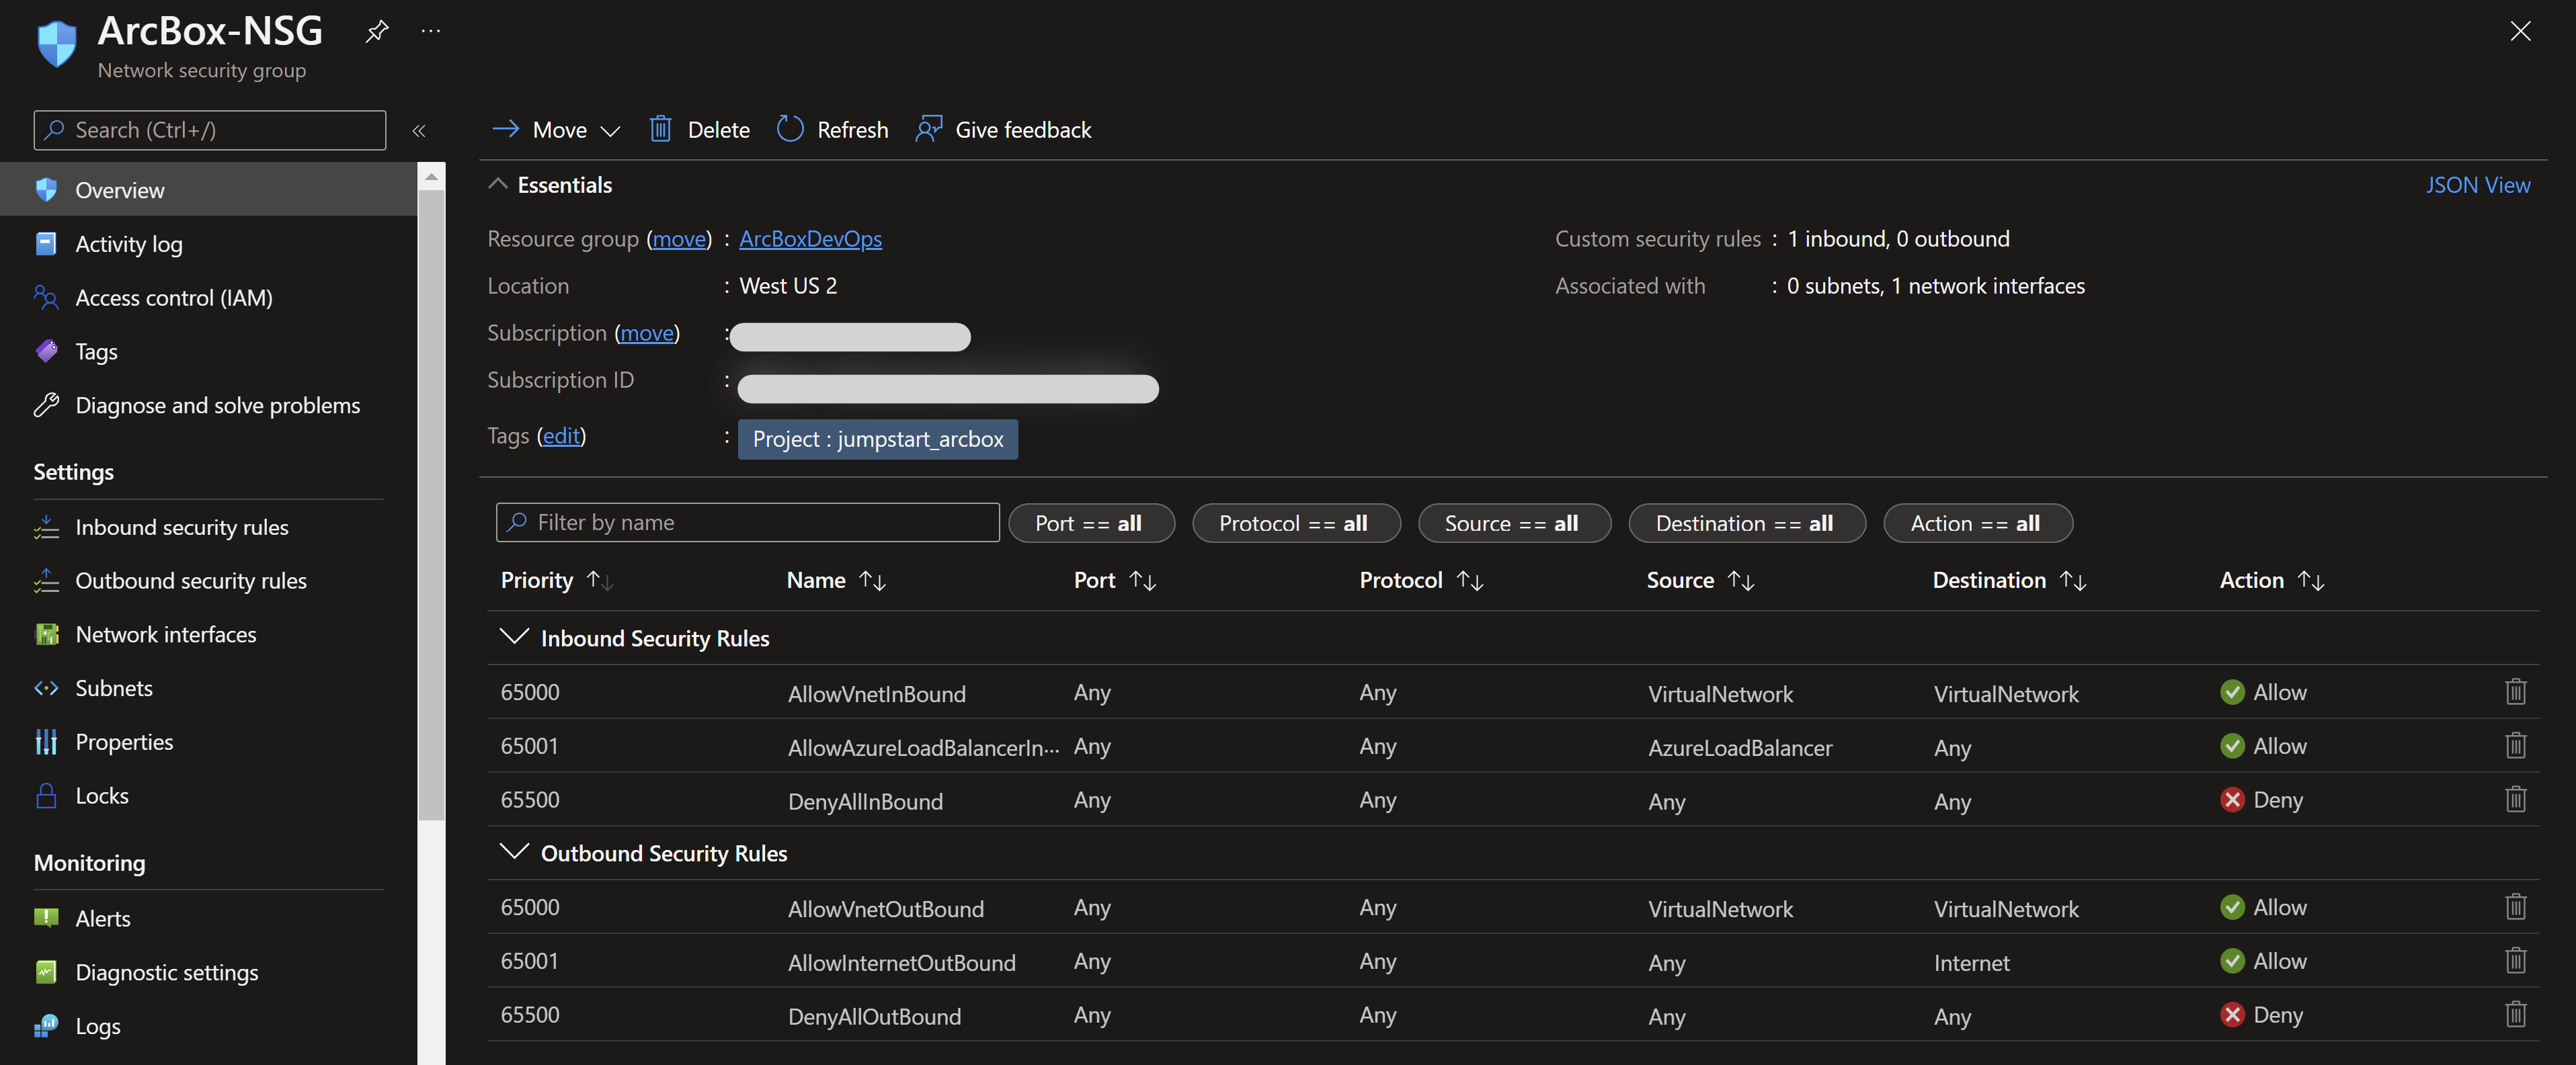 ArcBox-NSG
Network security group
Search (Ctrl+/)
Overview
Activity log
Access control (IAM)
Tags
Diagnose and solve problems
Settings
Inbound security rules
Outbound security rules
Network interfaces
Subnets
Properties
Locks
Monitoring
Alerts
Diagnostic settings
Logs
Move Delete Refresh Give feedback
Essentials JSON View
Resource group (move) : ArcBoxDevOps
Location : West US 2
Subscription (move) :
Subscription ID :
Tags (edit) : Project : jumpstart_arcbox
Custom security rules : 1 inbound, 0 outbound
Associated with : 0 subnets, 1 network interfaces
Filter by name Port == all Protocol == all Source == all Destination == all Action == all
Priority Name Port Protocol Source Destination Action
Inbound Security Rules
65000 AllowVnetInBound Any Any VirtualNetwork VirtualNetwork Allow
65001 AllowAzureLoadBalancerIn... Any Any AzureLoadBalancer Any Allow
65500 DenyAllInBound Any Any Any Any Deny
Outbound Security Rules
65000 AllowVnetOutBound Any Any VirtualNetwork VirtualNetwork Allow
65001 AllowInternetOutBound Any Any Any Internet Allow
65500 DenyAllOutBound Any Any Any Any Deny